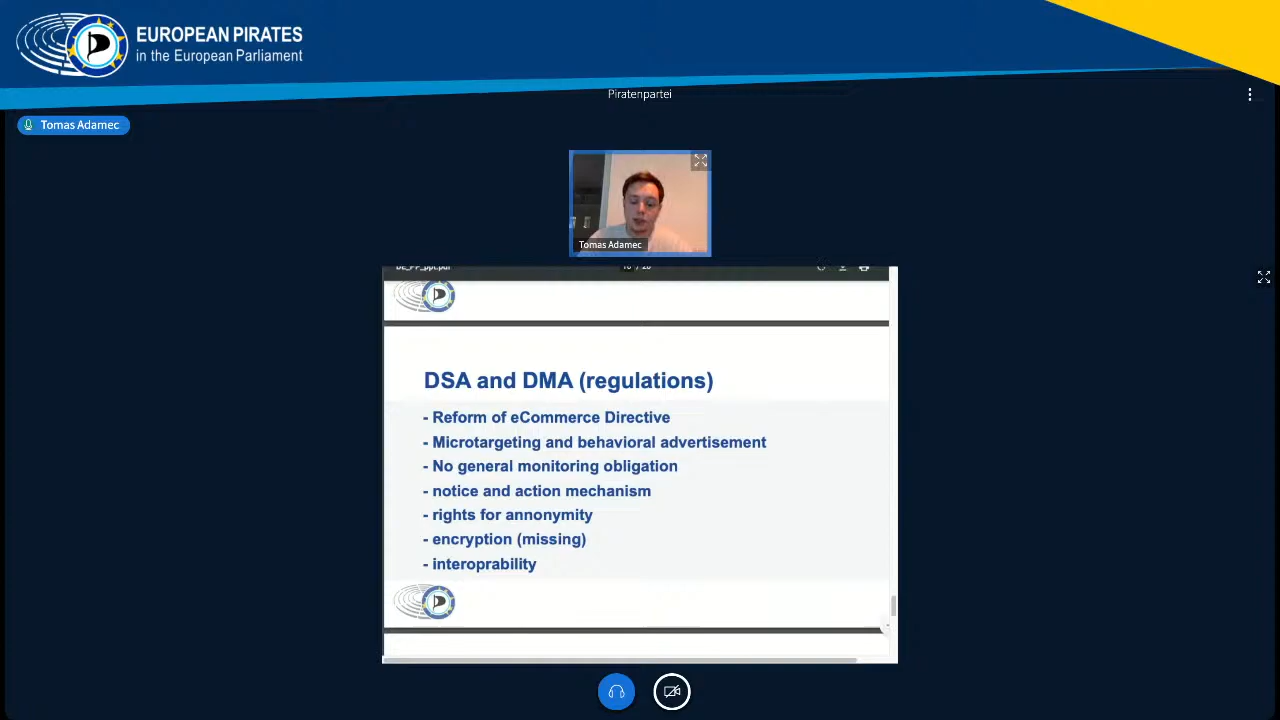 EUROPEAN PIRATES
in the European Parliament
Piratenpartei
Tomas Adamec
Tomas Adamec
DSA and DMA (regulations)
- Reform of eCommerce Directive
- Microtargeting and behavioral advertisement
- No general monitoring obligation
- notice and action mechanism
- rights for annonymity
- encryption (missing)
- interoprability